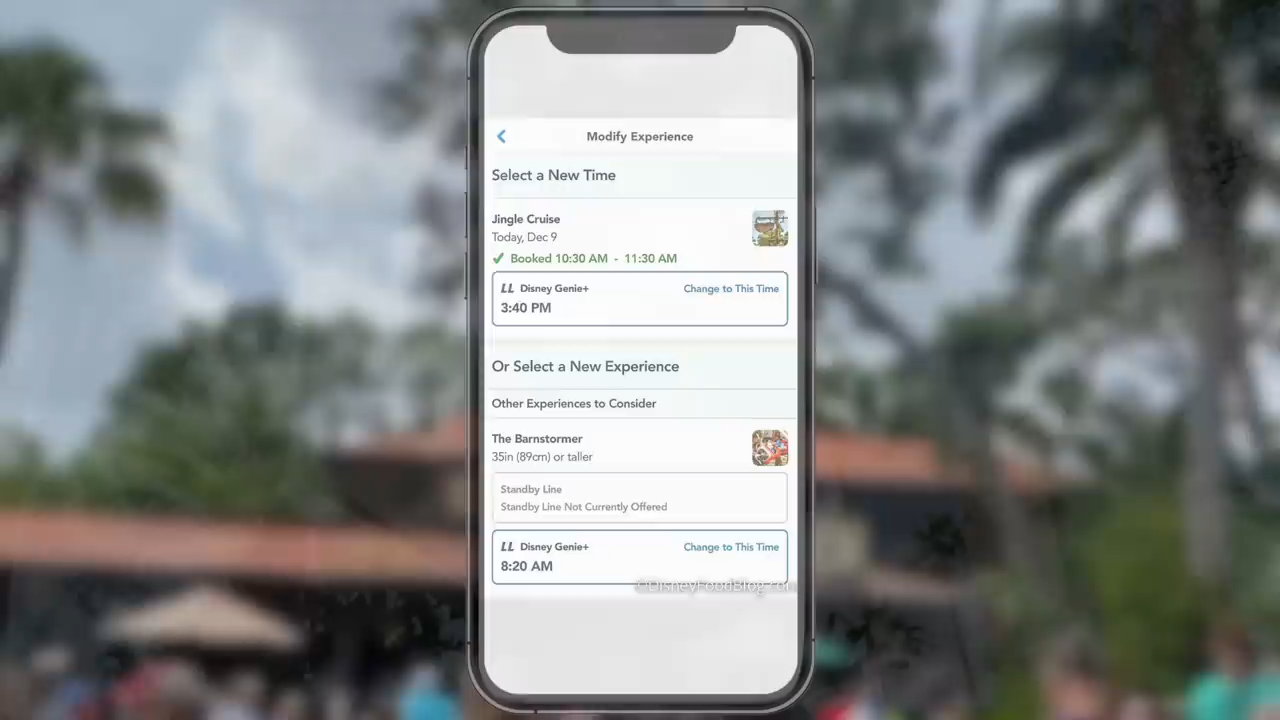 Modify Experience
Select a New Time
Jingle Cruise
Today, Dec 9
Booked 10:30 AM - 11:30 AM
LL Disney Genie+ Change to This Time
3:40 PM
Or Select a New Experience
Other Experiences to Consider
The Barnstormer
35in (89cm) or taller
Standby Line
Standby Line Not Currently Offered
LL Disney Genie+ Change to This Time
8:20 AM
©DisneyFoodBlog.com